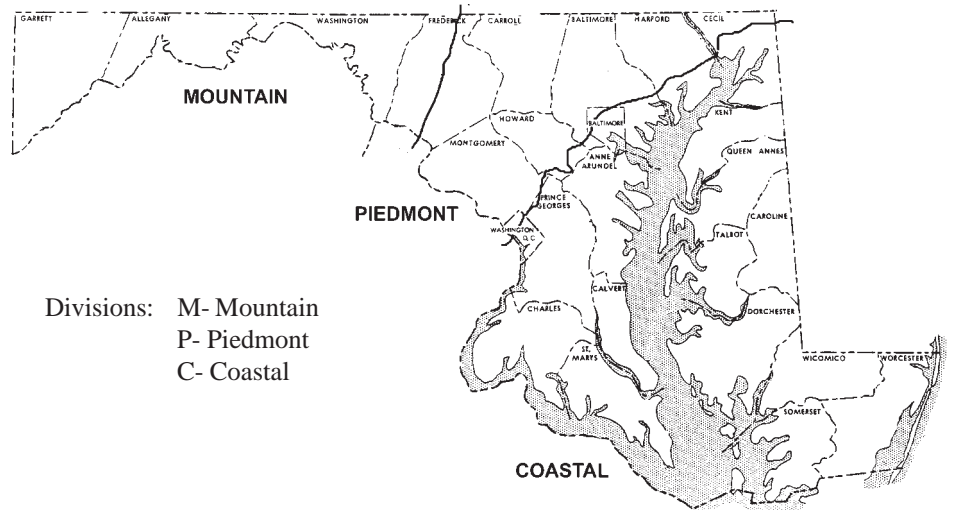 GARRETT
ALLEGANY
WASHINGTON
FREDERICK
CARROLL
BALTIMORE
HARFORD
CECIL
MOUNTAIN
KENT
HOWARD
BALTIMORE
MONTGOMERY
QUEEN ANNES
ANNE
ARUNDEL
PIEDMONT
PRINCE
GEORGES
CAROLINE
WASHINGTON
D.C
TALBOT
CALVERT
Divisions: M- Mountain
P- Piedmont
C- Coastal
CHARLES
DORCHESTER
ST.
MARYS
WICOMICO
WORCESTER
SOMERSET
COASTAL